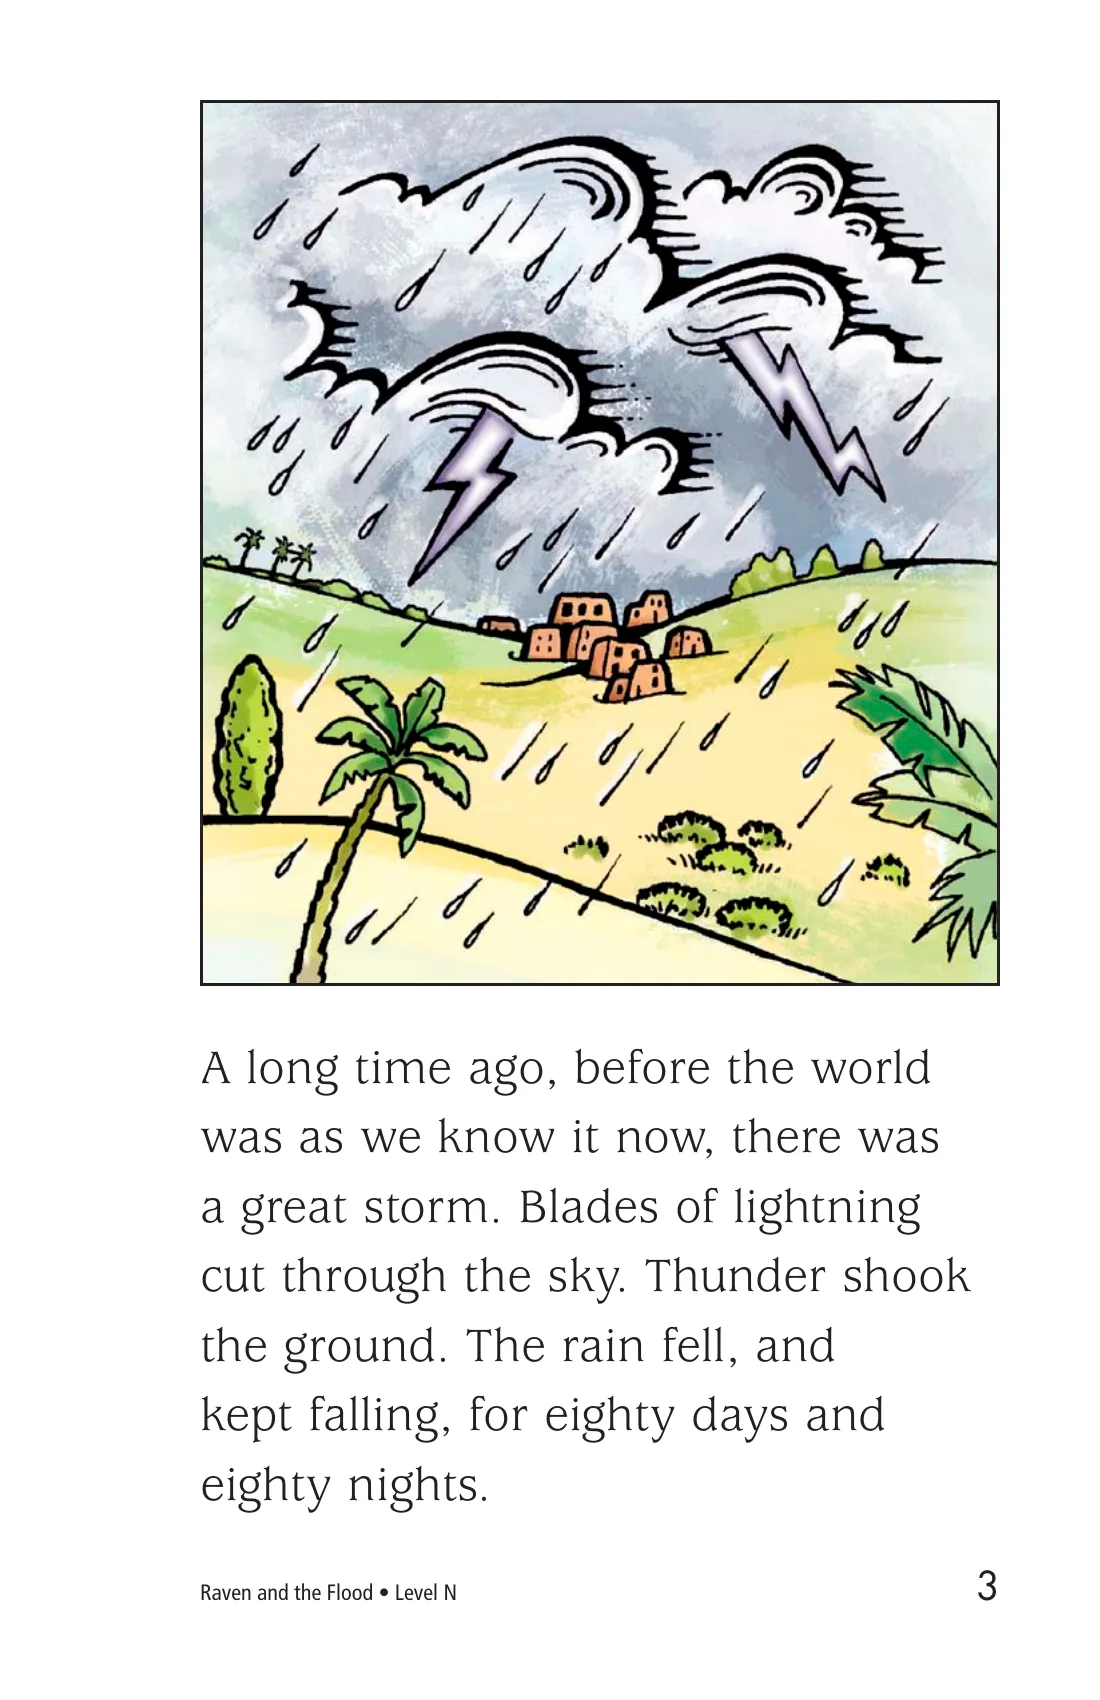 A long time ago, before the world
was as we know it now, there was
a great storm. Blades of lightning
cut through the sky. Thunder shook
the ground. The rain fell, and
kept falling, for eighty days and
eighty nights.
Raven and the Flood • Level N
3